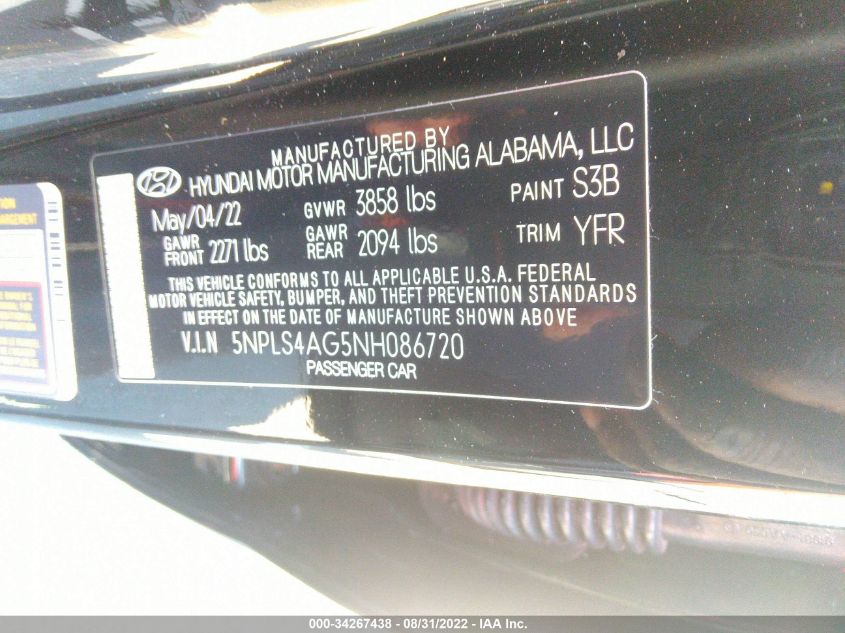 MANUFACTURED BY
HYUNDAI MOTOR MANUFACTURING ALABAMA, LLC
May/04/22 GVWR 3858 lbs PAINT S3B
GAWR FRONT 2271 lbs GAWR REAR 2094 lbs TRIM YFR
THIS VEHICLE CONFORMS TO ALL APPLICABLE U.S.A. FEDERAL
MOTOR VEHICLE SAFETY, BUMPER, AND THEFT PREVENTION STANDARDS
IN EFFECT ON THE DATE OF MANUFACTURE SHOWN ABOVE
V.I.N 5NPLS4AG5NH086720
PASSENGER CAR
000-34267438 - 08/31/2022 - IAA Inc.